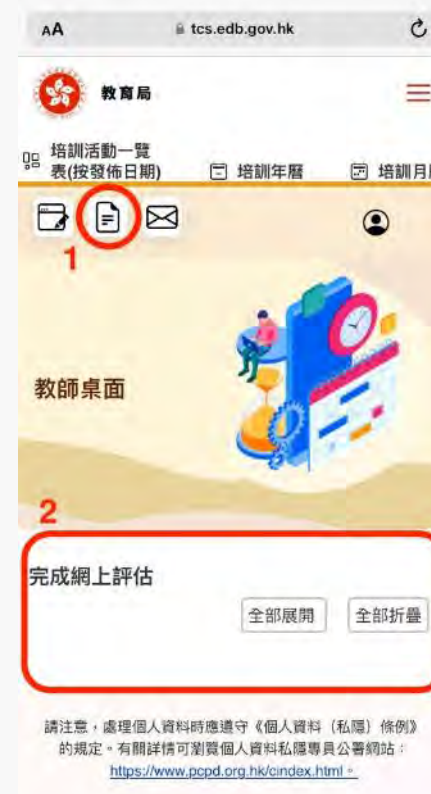 AA tcs.edb.gov.hk
教育局
培訓活動一覽
表(按發佈日期) 培訓年曆 培訓月
1
教師桌面
2
完成網上評估
全部展開 全部折疊
請注意，處理個人資料時應遵守《個人資料（私隱）條例》
的規定。有關詳情可瀏覽個人資料私隱專員公署網站：
https://www.pcpd.org.hk/cindex.html。